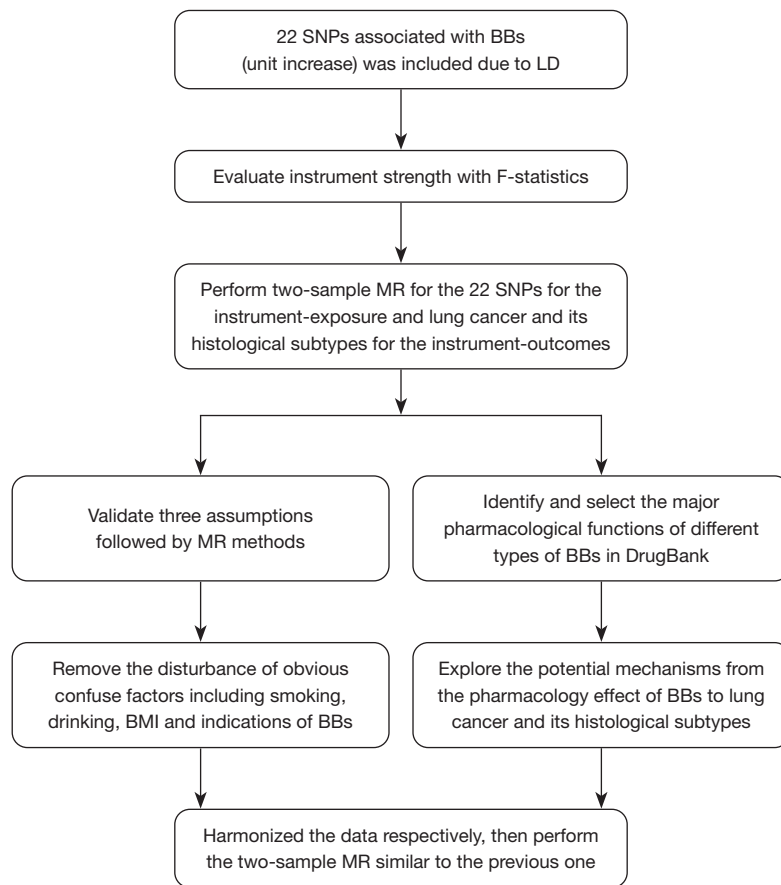 22 SNPs associated with BBs
(unit increase) was included due to LD
Evaluate instrument strength with F-statistics
Perform two-sample MR for the 22 SNPs for the
instrument-exposure and lung cancer and its
histological subtypes for the instrument-outcomes
Validate three assumptions
followed by MR methods
Identify and select the major
pharmacological functions of different
types of BBs in DrugBank
Remove the disturbance of obvious
confuse factors including smoking,
drinking, BMI and indications of BBs
Explore the potential mechanisms from
the pharmacology effect of BBs to lung
cancer and its histological subtypes
Harmonized the data respectively, then perform
the two-sample MR similar to the previous one